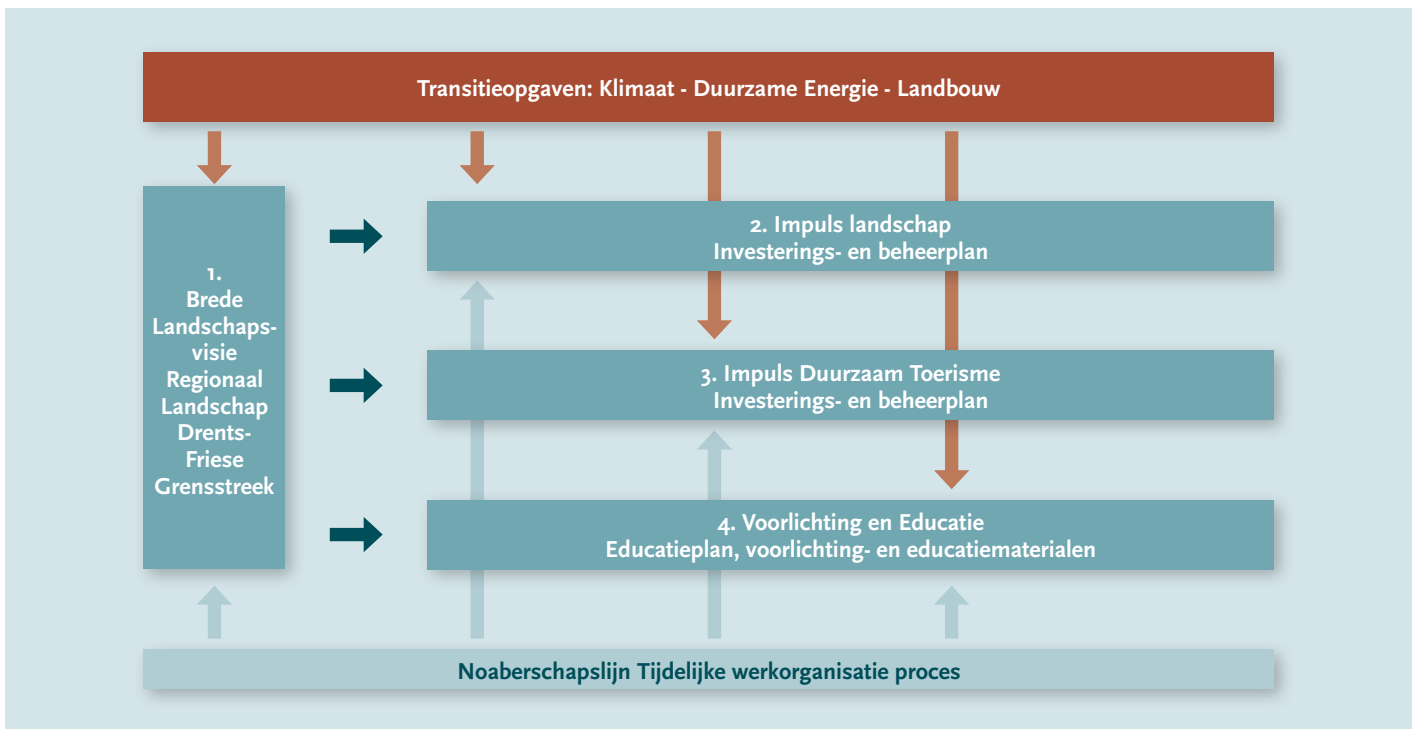 Transitieopgaven: Klimaat - Duurzame Energie - Landbouw
1.
Brede
Landschaps-
visie
Regionaal
Landschap
Drents-
Friese
Grensstreek
2. Impuls landschap
Investerings- en beheerplan
3. Impuls Duurzaam Toerisme
Investerings- en beheerplan
4. Voorlichting en Educatie
Educatieplan, voorlichting- en educatiematerialen
Noaberschapslijn Tijdelijke werkorganisatie proces